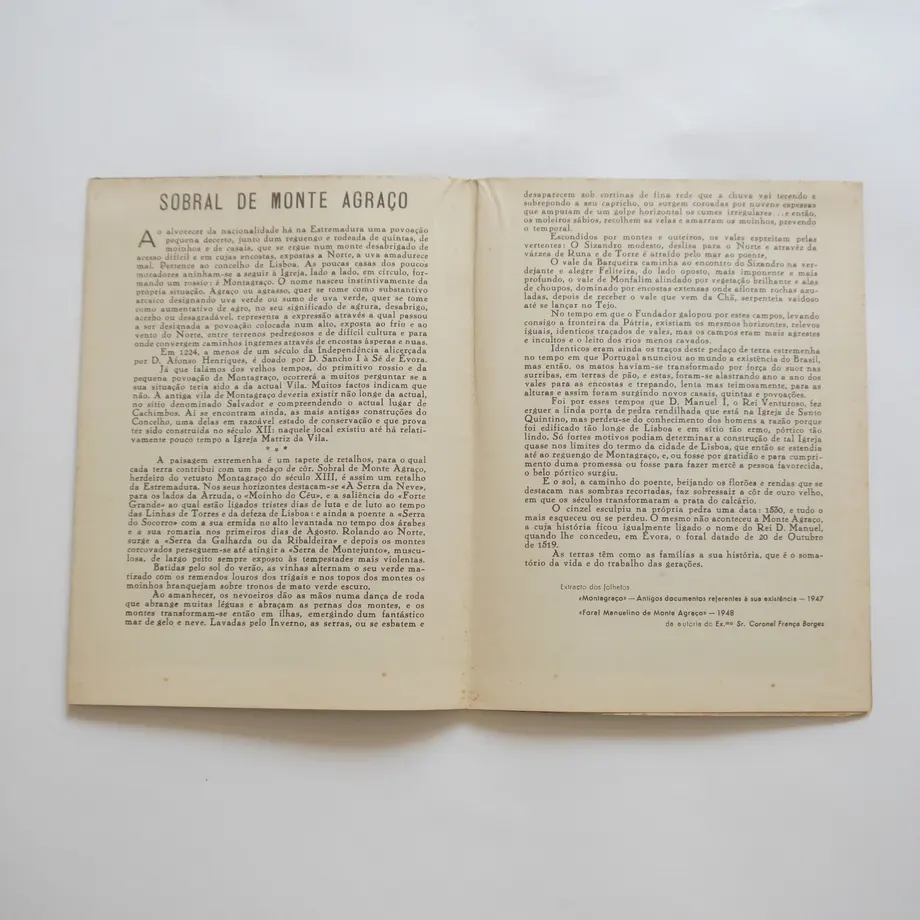 SOBRAL DE MONTE AGRAÇO
Ao alvorecer da nacionalidade há na Estremadura uma povoação
pequena decerto, junto dum reguengo e rodeada de quintas, de
moinhos e de casais, que se ergue num monte desabrigado de
acesso difícil e em cujas encostas, expostas a Norte, a uva amadurece
mal. Pertence ao concelho de Lisboa. As poucas casas dos poucos
moradores aninham-se a seguir à Igreja, lado a lado, em círculo, for-
mando um rossio: é Montagraço. O nome nasceu instintivamente da
própria situação. Agraço ou agrasso, quer se tome como substantivo
arcaico designando uva verde ou sumo de uva verde, quer se tome
como aumentativo de agro, no seu significado de agrura, desabrigo,
acerbo ou desagradável, representa a expressão através a qual passou
a ser designada a povoação colocada num alto, exposta ao frio e ao
vento do Norte, entre terrenos pedregosos e de difícil cultura e para
onde convergem caminhos ingremes através de encostas ásperas e nuas.
Em 1224, a menos de um século da Independência alicerçada
por D. Afonso Henriques, é doado por D. Sancho I à Sé de Évora.
Já que falámos dos velhos tempos, do primitivo rossio e da
pequena povoação de Montagraço, ocorrerá a muitos perguntar se a
sua situação teria sido a da actual Vila. Muitos factos indicam que
não. A antiga vila de Montagraço deveria existir não longe da actual,
no sítio denominado Salvador e compreendendo o actual lugar de
Cachimbos. Aí se encontram ainda, as mais antigas construções do
Concelho, uma delas em razoável estado de conservação e que prova
ter sido construída no século XII: naquele local existiu até há relati-
vamente pouco tempo a Igreja Matriz da Vila.
* * *
A paisagem extremenha é um tapete de retalhos, para o qual
cada terra contribui com um pedaço de côr. Sobral de Monte Agraço,
herdeiro do vetusto Montagraço do século XIII, é assim um retalho
da Estremadura. Nos seus horizontes destacam-se «A Serra da Neve»,
para os lados da Arruda, o «Moinho do Céu», e a saliência do «Forte
Grande» ao qual estão ligados tristes dias de luta e de luto ao tempo
das Linhas de Torres e da defeza de Lisboa: e ainda a poente a «Serra
do Socorro» com a sua ermida no alto levantada no tempo dos árabes
e a sua romaria nos primeiros dias de Agosto. Rolando ao Norte,
surge a «Serra da Galharda ou da Ribaldeira» e depois os montes
corcovados perseguem-se até atingir a «Serra de Montejunto», muscu-
losa, de largo peito sempre exposto às tempestades mais violentas.
Batidas pelo sol do verão, as vinhas alternam o seu verde ma-
tizado com os remendos louros dos trigais e nos topos dos montes os
moinhos branquejam sobre tronos de mato verde escuro.
Ao amanhecer, os nevoeiros dão as mãos numa dança de roda
que abrange muitas léguas e abraçam as pernas dos montes, e os
montes transformam-se então em ilhas, emergindo dum fantástico
mar de gelo e neve. Lavadas pelo Inverno, as serras, ou se esbatem e
desaparecem sob cortinas de fina rede que a chuva vai tecendo e
sobrepondo a seu capricho, ou surgem coroadas por nuvens espessas
que amputam de um golpe horizontal os cumes irregulares . . . e então,
os moleiros sábios, recolhem as velas e amarram os moinhos, prevendo
o temporal.
Escondidos por montes e outeiros, os vales espreitam pelas
vertentes: O Sizandro modesto, deslisa para o Norte e através da
várzea de Runa e de Torre é atraído pelo mar ao poente,
O vale da Barqueira caminha ao encontro do Sizandro na ser-
dejante e alegre Feliteira, do lado oposto, mais imponente e mais
profundo, o vale de Monfalim alindado por vegetação brilhante e alas
de choupos, dominado por encostas extensas onde afloram rochas azu-
ladas, depois de receber o vale que vem da Chã, serpenteia vaidoso
até se lançar no Tejo.
No tempo em que o Fundador galopou por estes campos, levando
consigo a fronteira da Pátria, existiam os mesmos horizontes, relevos
iguais, identicos traçados de vales, mas os campos eram mais agrestes
e incultos e o leito dos rios menos cavados.
Identicos eram ainda os traços deste pedaço de terra estremenha
no tempo em que Portugal anunciou ao mundo a existência do Brasil,
mas então, os matos haviam-se transformado por força do suor nas
surribas, em terras de pão, e estas, foram-se alastrando ano a ano dos
vales para as encostas e trepando, lenta mas teimosamente, para as
alturas e assim foram surgindo novos casais, quintas e povoações.
Foi por esses tempos que D. Manuel I, o Rei Venturoso, fez
erguer a linda porta de pedra rendilhada que está na Igreja de Santo
Quintino, mas perdeu-se do conhecimento dos homens a razão porque
foi edificado tão longe de Lisboa e em sítio tão ermo, pórtico tão
lindo. Só fortes motivos podiam determinar a construção de tal Igreja
quase nos limites do termo da cidade de Lisboa, que então se estendia
até ao reguengo de Montagraço, e, ou fosse por gratidão e para cumpri-
mento duma promessa ou fosse para fazer mercê a pessoa favorecida,
o belo pórtico surgiu.
E o sol, a caminho do poente, beijando os florões e rendas que se
destacam nas sombras recortadas, faz sobressair a côr de ouro velho,
em que os séculos transformaram a prata do calcário.
O cinzel esculpiu na própria pedra uma data: 1530, e tudo o
mais esqueceu ou se perdeu. O mesmo não aconteceu a Monte Agraço,
a cuja história ficou igualmente ligado o nome do Rei D. Manuel,
quando lhe concedeu, em Évora, o foral datado de 20 de Outubro
de 1519.
As terras têm como as famílias a sua história, que é o soma-
tório da vida e do trabalho das gerações.
Extracto dos folhetos
«Montagraço» — Antigos documentos referentes à sua existência — 1947
«Foral Manuelino de Monte Agraço» — 1948
de autoria do Ex.mo Sr. Coronel França Borges